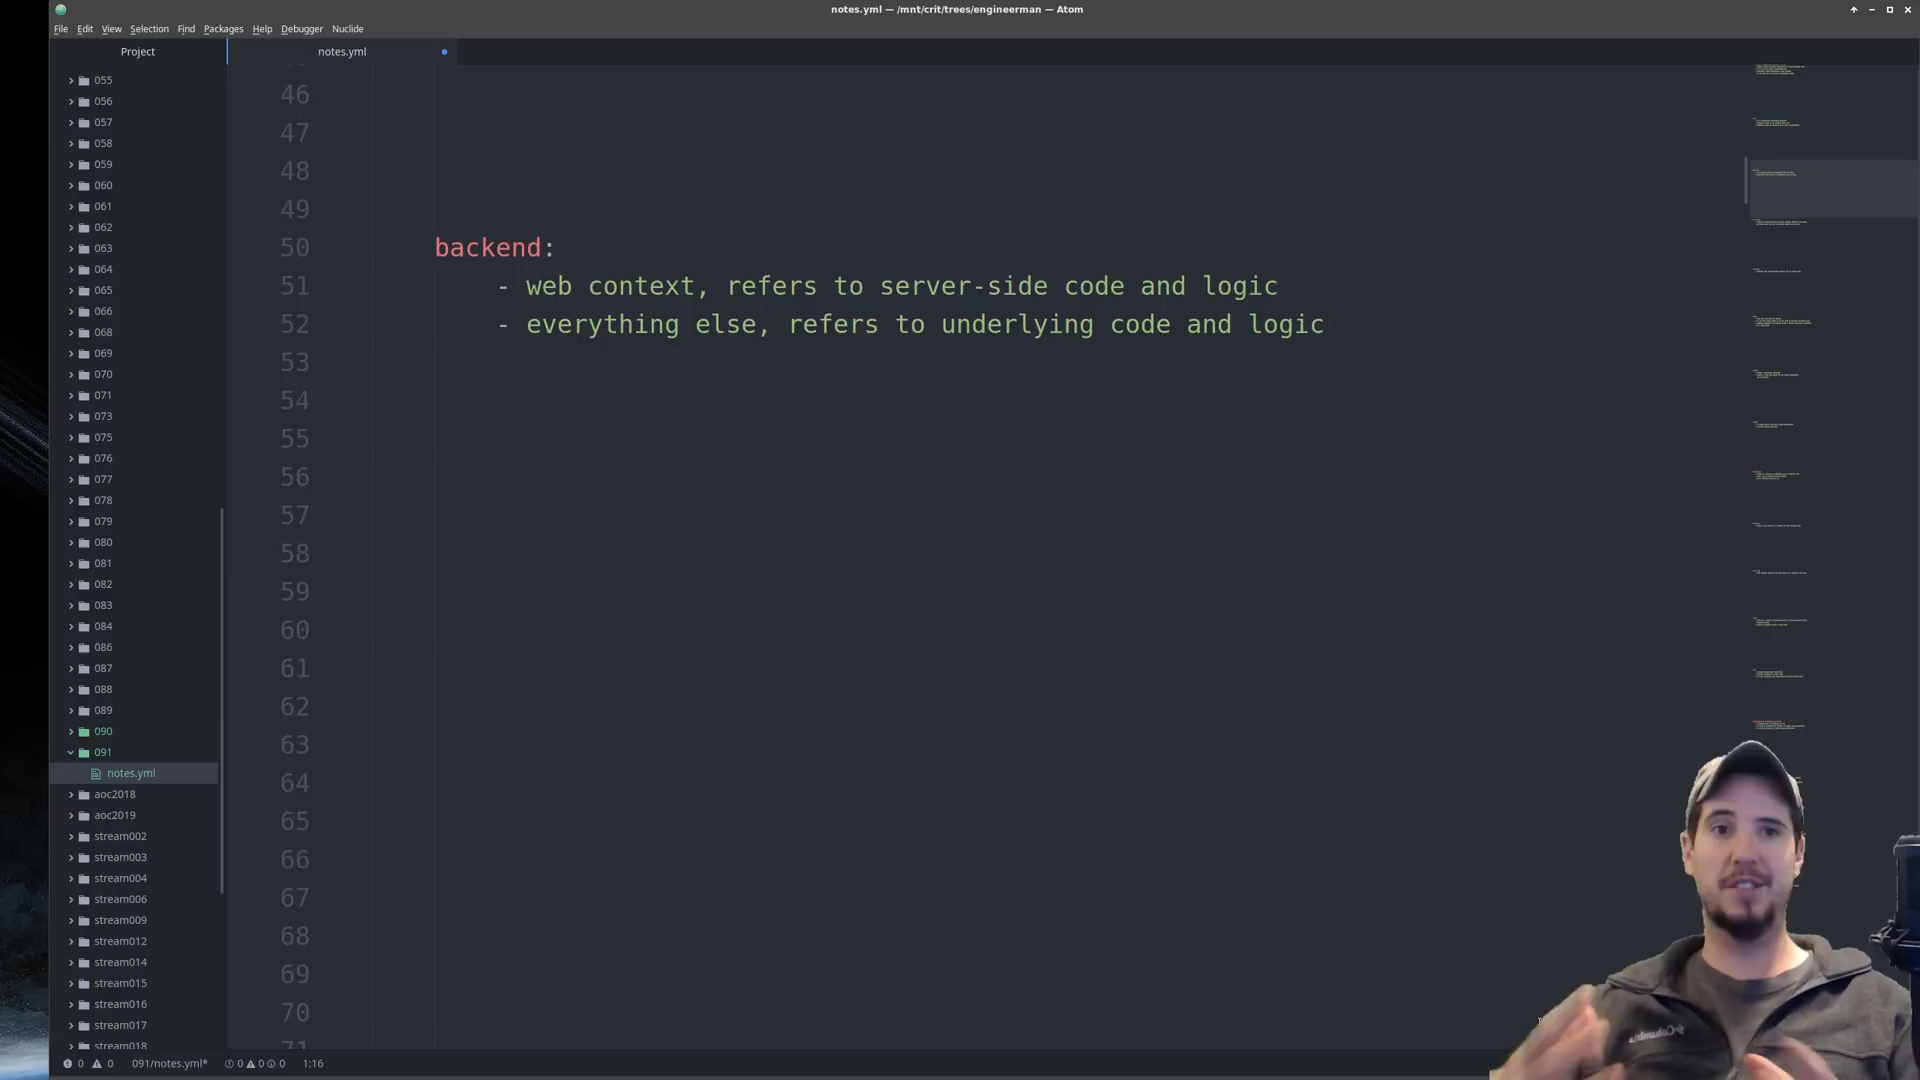 notes.yml — /mnt/crit/trees/engineerman — Atom
File Edit View Selection Find Packages Help Debugger Nuclide
Project
notes.yml
055
056
057
058
059
060
061
062
063
064
065
066
068
069
070
071
073
075
076
077
078
079
080
081
082
083
084
086
087
088
089
090
091
notes.yml
aoc2018
aoc2019
stream002
stream003
stream004
stream006
stream009
stream012
stream014
stream015
stream016
stream017
stream018
46
47
48
49
50 backend:
51 - web context, refers to server-side code and logic
52 - everything else, refers to underlying code and logic
53
54
55
56
57
58
59
60
61
62
63
64
65
66
67
68
69
70
71
0 0 091/notes.yml* 0 0 0 1:16
Columbia